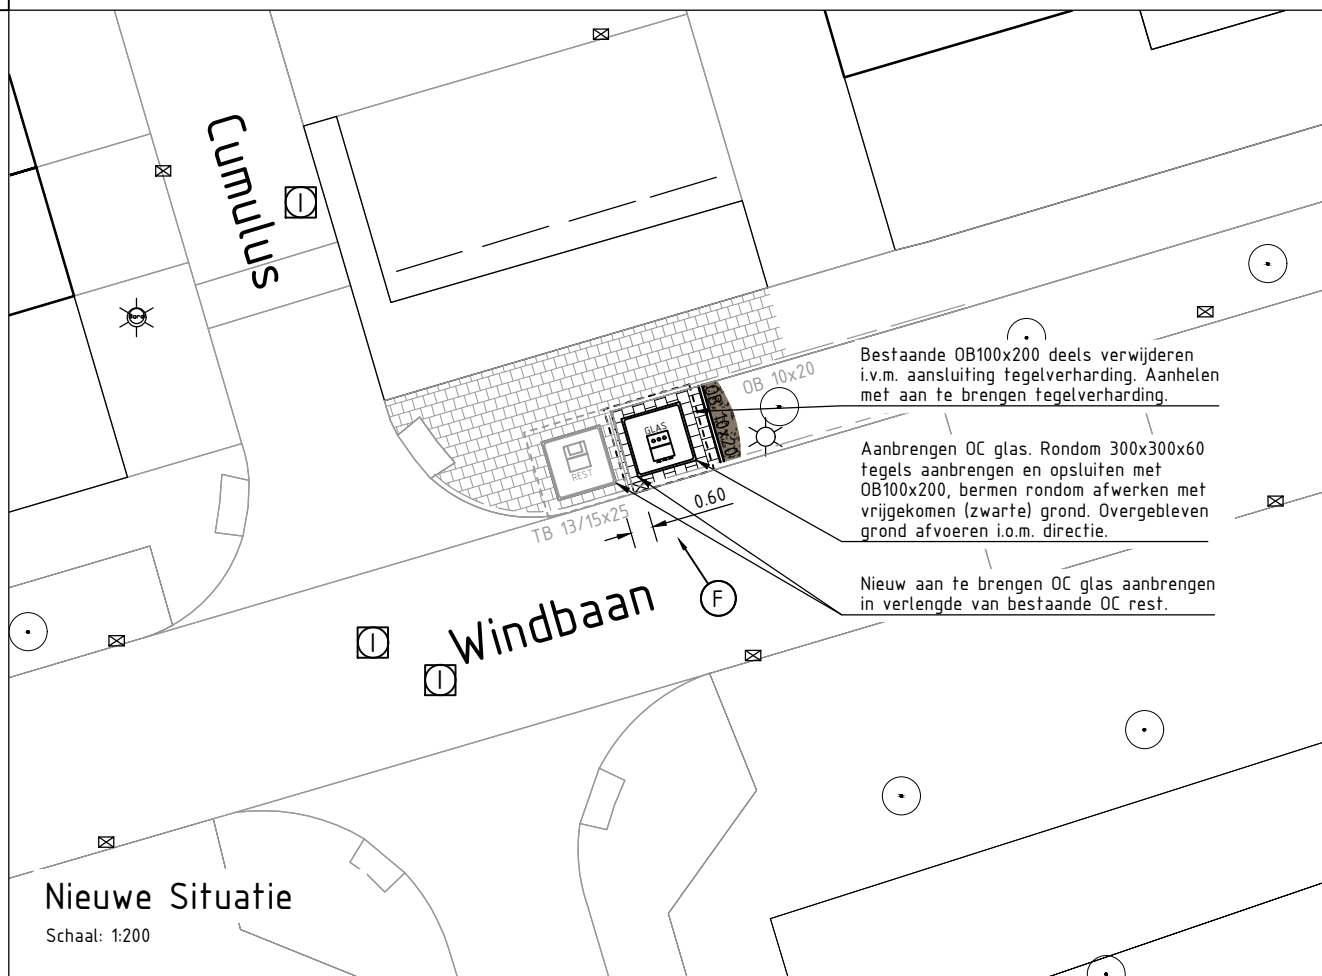 Cumulus
Bestaande OB100x200 deels verwijderen
i.v.m. aansluiting tegelverharding. Aanhelen
met aan te brengen tegelverharding.
OB 10x20
OB 10x20
GLAS
REST
Aanbrengen OC glas. Rondom 300x300x60
tegels aanbrengen en opsluiten met
OB100x200, bermen rondom afwerken met
vrijgekomen (zwarte) grond. Overgebleven
grond afvoeren i.o.m. directie.
0.60
TB 13/15x25
Nieuw aan te brengen OC glas aanbrengen
in verlengde van bestaande OC rest.
F
Windbaan
Nieuwe Situatie
Schaal: 1:200